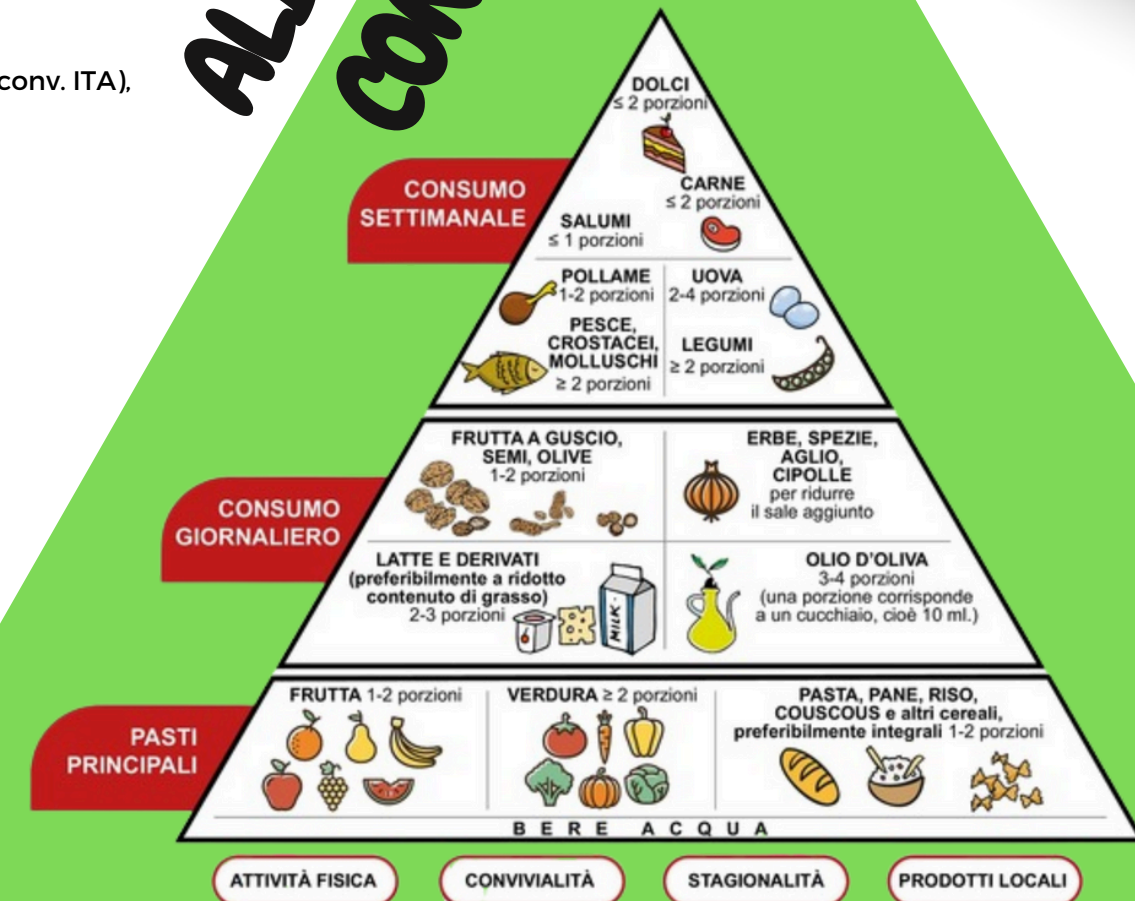 conv. ITA),
DOLCI
≤ 2 porzioni
CONSUMO
SETTIMANALE
CARNE
≤ 2 porzioni
SALUMI
≤ 1 porzioni
POLLAME
1-2 porzioni
UOVA
2-4 porzioni
PESCE,
CROSTACEI,
MOLLUSCHI
≥ 2 porzioni
LEGUMI
≥ 2 porzioni
CONSUMO
GIORNALIERO
FRUTTA A GUSCIO,
SEMI, OLIVE
1-2 porzioni
ERBE, SPEZIE,
AGLIO,
CIPOLLE
per ridurre
il sale aggiunto
LATTE E DERIVATI
(preferibilmente a ridotto
contenuto di grasso)
2-3 porzioni
MILK
OLIO D'OLIVA
3-4 porzioni
(una porzione corrisponde
a un cucchiaio, cioè 10 ml.)
PASTI
PRINCIPALI
FRUTTA 1-2 porzioni
VERDURA ≥ 2 porzioni
PASTA, PANE, RISO,
COUSCOUS e altri cereali,
preferibilmente integrali 1-2 porzioni
BERE ACQUA
ATTIVITÀ FISICA
CONVIVIALITÀ
STAGIONALITÀ
PRODOTTI LOCALI